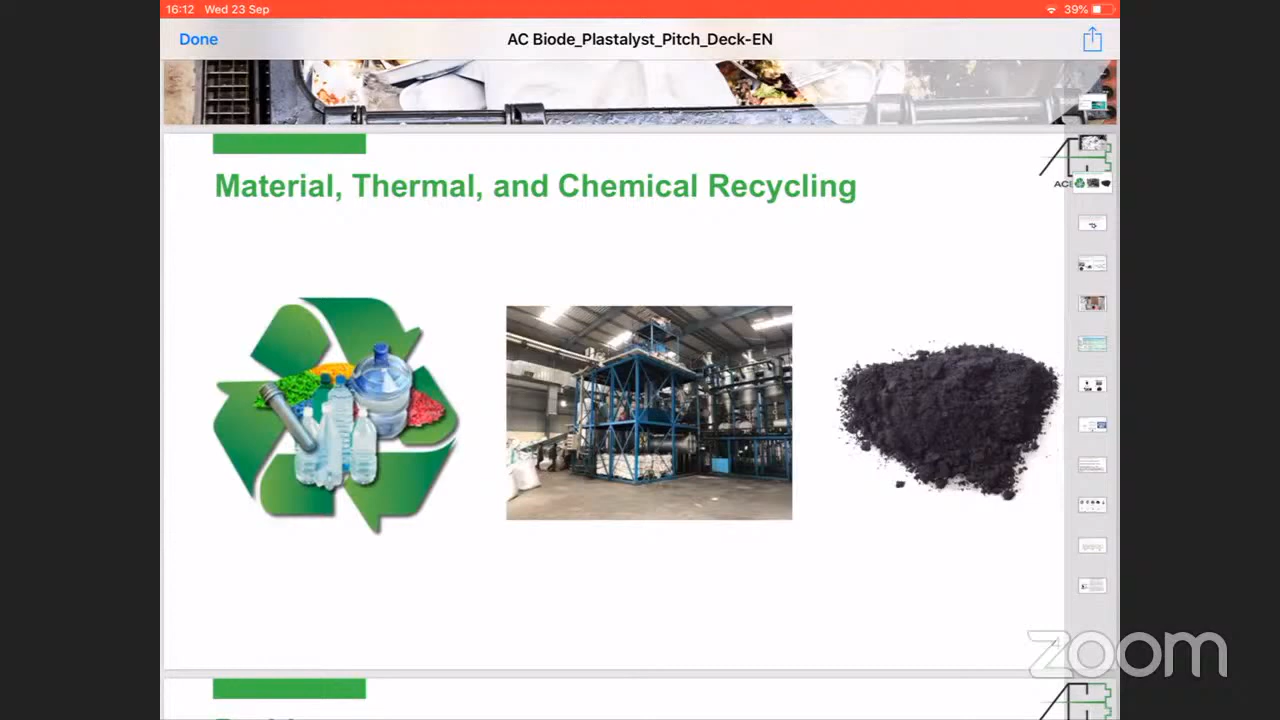 16:12 Wed 23 Sep
39%
Done
AC Biode_Plastalyst_Pitch_Deck-EN
Material, Thermal, and Chemical Recycling
zoom